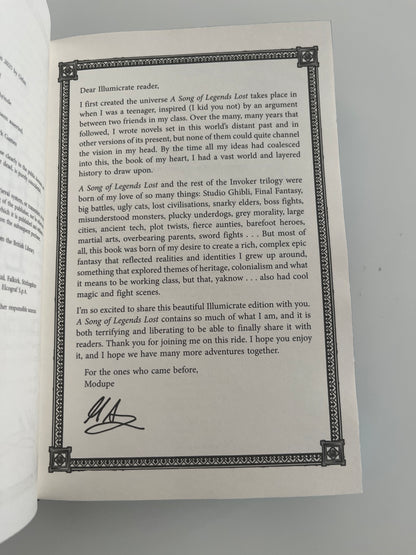 Dear Illumicrate reader,
I first created the universe A Song of Legends Lost takes place in
when I was a teenager, inspired (I kid you not) by an argument
between two friends in my class. Over the many, many years that
followed, I wrote novels set in this world's distant past and in
other versions of its present, but none of them could quite channel
the vision in my head. By the time all my ideas had coalesced
into this, the book of my heart, I had a vast world and layered
history to draw upon.
A Song of Legends Lost and the rest of the Invoker trilogy were
born of my love of so many things: Studio Ghibli, Final Fantasy,
big battles, ugly cats, lost civilisations, snarky elders, boss fights,
misunderstood monsters, plucky underdogs, grey morality, large
cities, ancient tech, plot twists, fierce aunties, barefoot heroes,
martial arts, overbearing parents, sword fights . . . But most of
all, this book was born of my desire to create a rich, complex epic
fantasy that reflected realities and identities I grew up around,
something that explored themes of heritage, colonialism and what
it means to be working class, but that, yaknow . . . also had cool
magic and fight scenes.
I'm so excited to share this beautiful Illumicrate edition with you.
A Song of Legends Lost contains so much of what I am, and it is
both terrifying and liberating to be able to finally share it with
readers. Thank you for joining me on this ride. I hope you enjoy
it, and I hope we have many more adventures together.
For the ones who came before,
Modupe